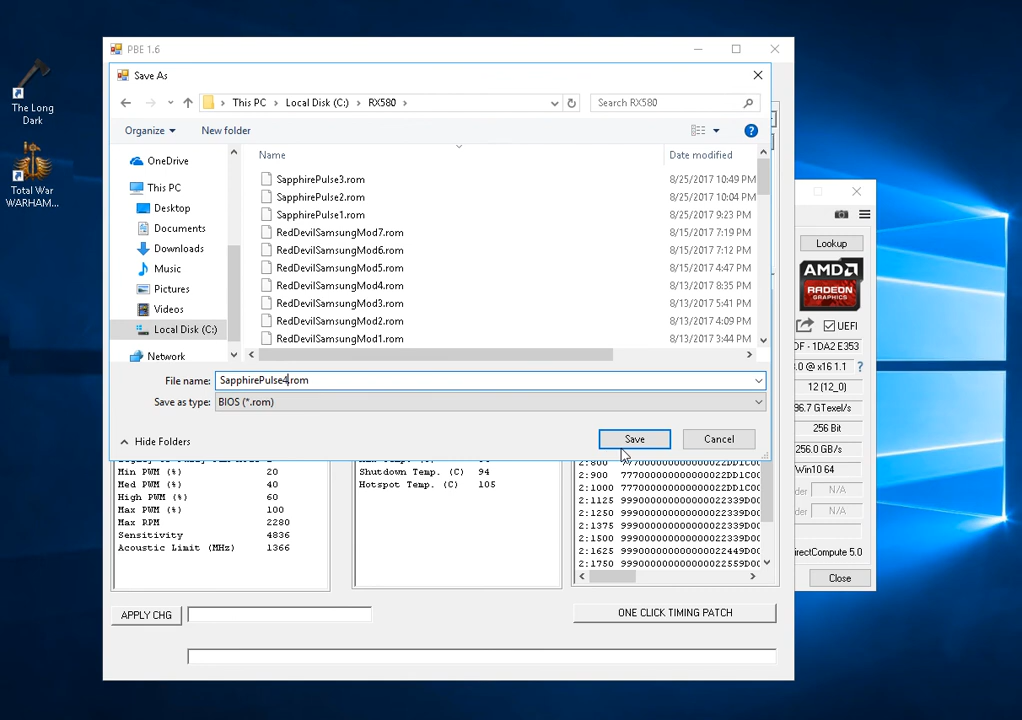 The Long
Dark
Total War
WARHAM...
PBE 1.6
Save As
This PC
Local Disk (C:)
RX580
Search RX580
Organize
New folder
Name
Date modified
OneDrive
This PC
Desktop
Documents
Downloads
Music
Pictures
Videos
Local Disk (C:)
Network
SapphirePulse3.rom 8/25/2017 10:49 PM
SapphirePulse2.rom 8/25/2017 10:04 PM
SapphirePulse1.rom 8/25/2017 9:23 PM
RedDevilSamsungMod7.rom 8/15/2017 7:19 PM
RedDevilSamsungMod6.rom 8/15/2017 7:12 PM
RedDevilSamsungMod5.rom 8/15/2017 4:47 PM
RedDevilSamsungMod4.rom 8/13/2017 8:35 PM
RedDevilSamsungMod3.rom 8/13/2017 5:41 PM
RedDevilSamsungMod2.rom 8/13/2017 4:09 PM
RedDevilSamsungMod1.rom 8/13/2017 3:44 PM
File name: SapphirePulse4.rom
Save as type: BIOS (*.rom)
Hide Folders
Save
Cancel
Min PWM (%) 20
Med PWM (%) 40
High PWM (%) 60
Max PWM (%) 100
Max RPM 2280
Sensitivity 4836
Acoustic Limit (MHz) 1366
Shutdown Temp. (C) 94
Hotspot Temp. (C) 105
2:900 777000000000000022DD1C00
2:1000 777000000000000022DD1C00
2:1125 999000000000000022339D00
2:1250 999000000000000022339D00
2:1375 999000000000000022339D00
2:1500 999000000000000022339D00
2:1625 999000000000000022449D00
2:1750 999000000000000022559D00
APPLY CHG
ONE CLICK TIMING PATCH
Lookup
AMD
RADEON
GRAPHICS
UEFI
DF - 1DA2 E353
.0 @ x16 1.1 ?
12 (12_0)
96.7 GTexel/s
256 Bit
256.0 GB/s
Win10 64
N/A
N/A
DirectCompute 5.0
Close